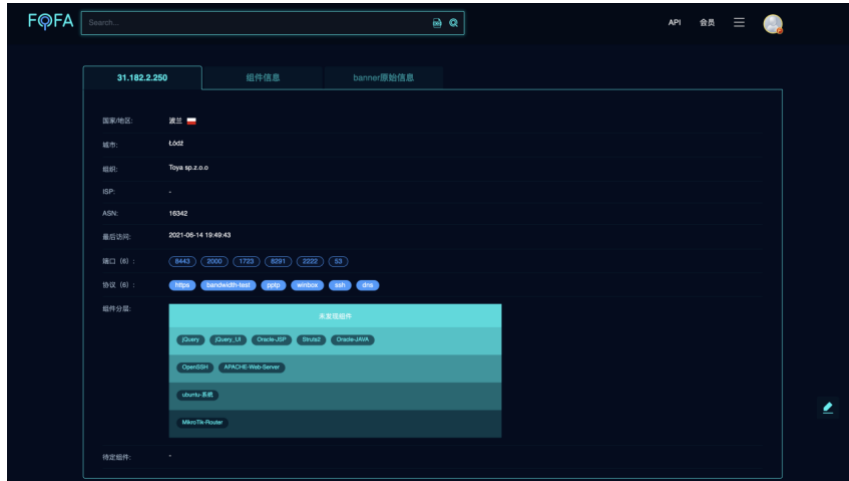 FOFA Search... API 会员
31.182.2.250 组件信息 banner原始信息
国家/地区: 波兰
城市: Łódź
组织: Toya sp.z.o.o
ISP: -
ASN: 16342
最后访问: 2021-06-14 19:49:43
端口 (6) : 8443 2000 1723 8291 2222 53
协议 (6) : https bandwidth-test pptp winbox ssh dns
组件分层:
未发现组件
jQuery jQuery_UI Oracle-JSP Struts2 Oracle-JAVA
OpenSSH APACHE-Web-Server
ubuntu-系统
MikroTik-Router
特定组件: -